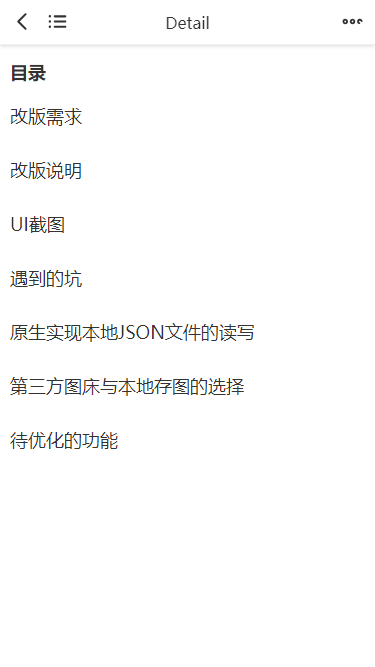 Detail
目录
改版需求
改版说明
UI截图
遇到的坑
原生实现本地JSON文件的读写
第三方图床与本地存图的选择
待优化的功能